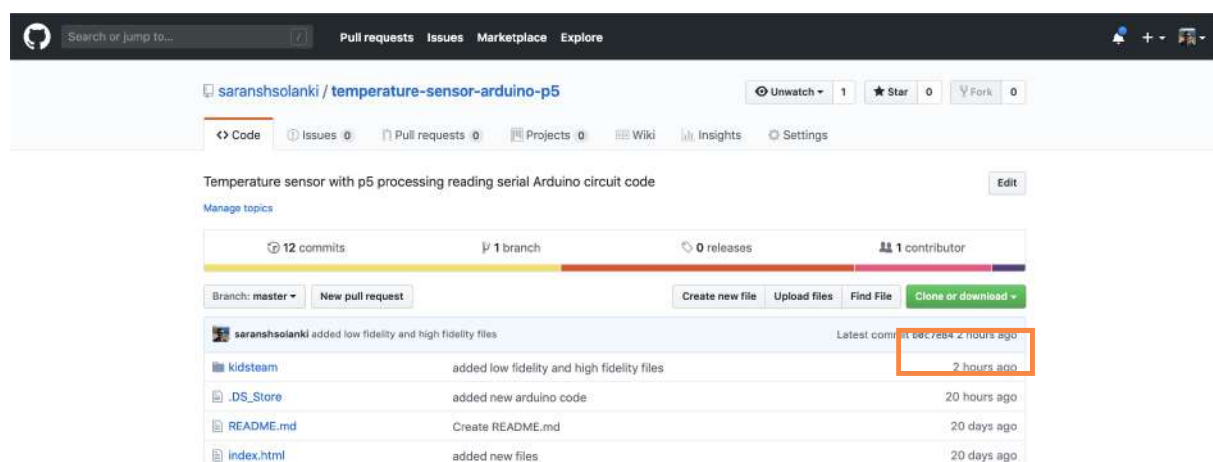 Search or jump to... / Pull requests Issues Marketplace Explore
saranshsolanki / temperature-sensor-arduino-p5 Unwatch 1 Star 0 Fork 0
<> Code Issues 0 Pull requests 0 Projects 0 Wiki Insights Settings
Temperature sensor with p5 processing reading serial Arduino circuit code Edit
Manage topics
12 commits 1 branch 0 releases 1 contributor
Branch: master New pull request Create new file Upload files Find File Clone or download
saranshsolanki added low fidelity and high fidelity files Latest commit 2 hours ago
kidsteam added low fidelity and high fidelity files 2 hours ago
.DS_Store added new arduino code 20 hours ago
README.md Create README.md 20 days ago
index.html added new files 20 days ago